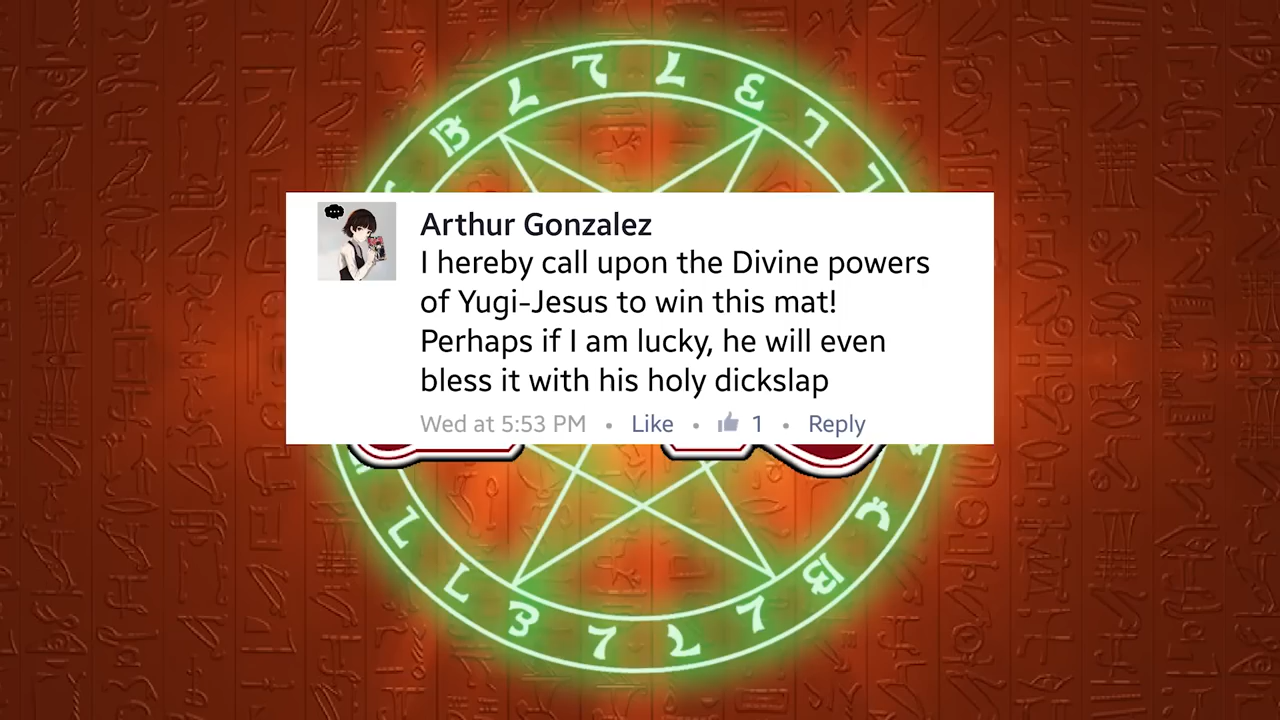 Arthur Gonzalez
I hereby call upon the Divine powers
of Yugi-Jesus to win this mat!
Perhaps if I am lucky, he will even
bless it with his holy dickslap
Wed at 5:53 PM • Like • 1 • Reply